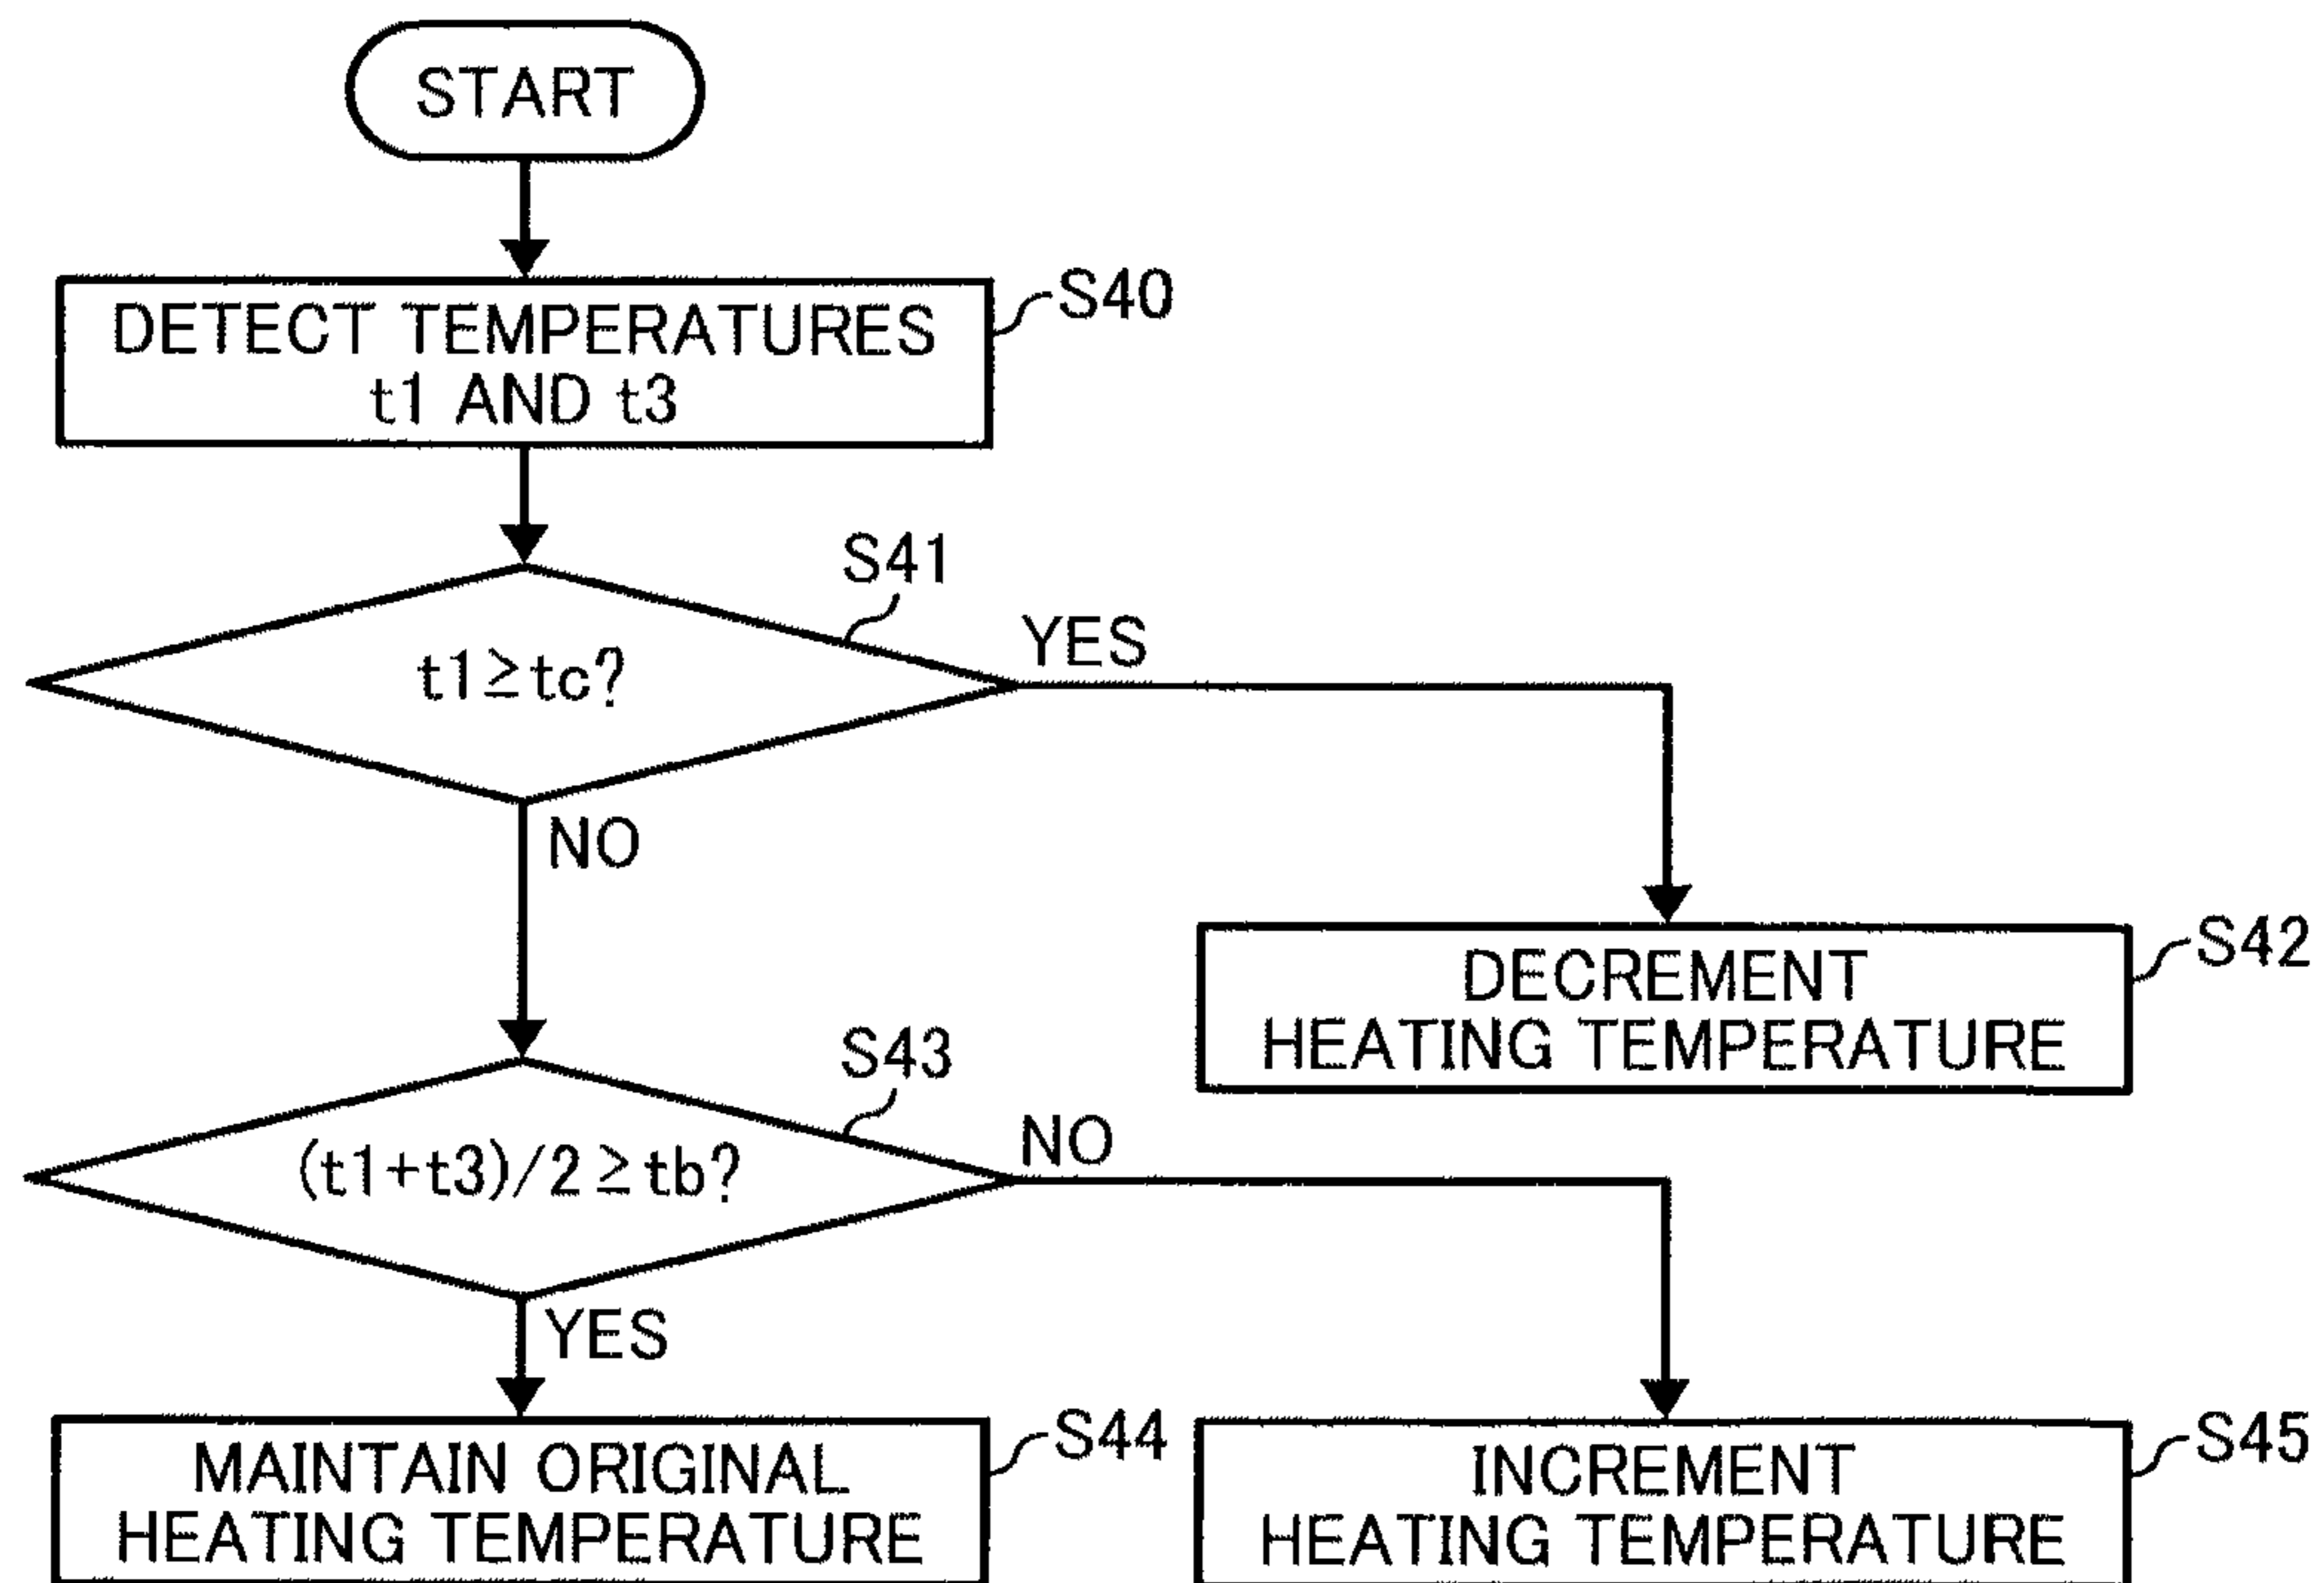 START
DETECT TEMPERATURES
t1 AND t3
S40
S41
t1≧tc?
YES
NO
DECREMENT
HEATING TEMPERATURE
S42
S43
(t1+t3)/2≧tb?
NO
YES
MAINTAIN ORIGINAL
HEATING TEMPERATURE
S44
INCREMENT
HEATING TEMPERATURE
S45